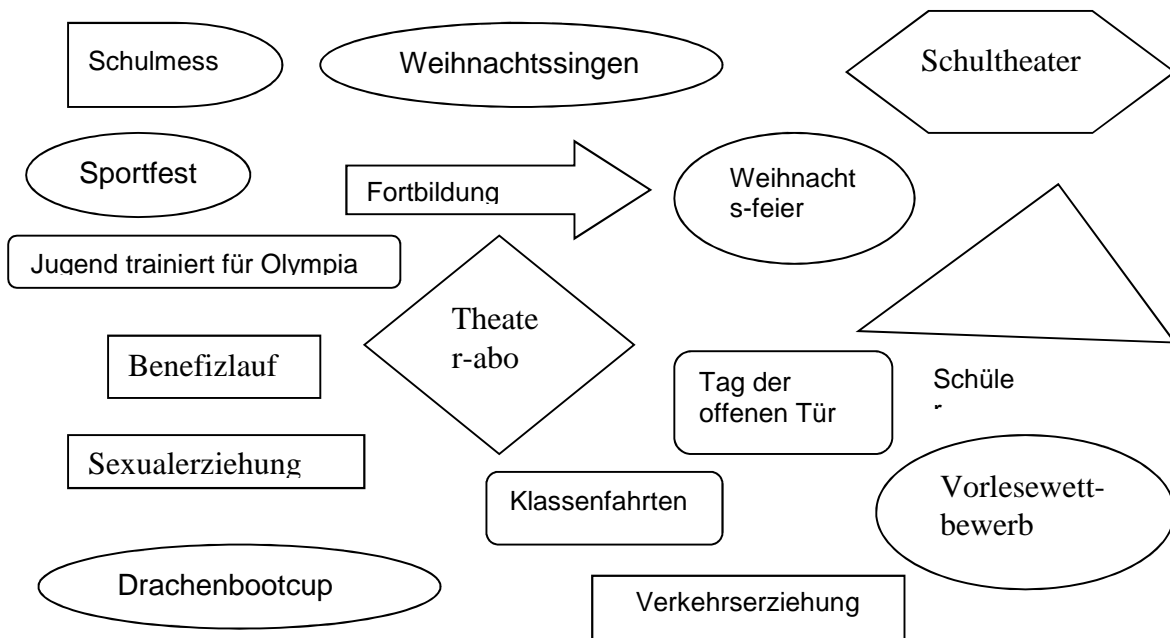 Schulmess
Weihnachtssingen
Schultheater
Sportfest
Fortbildung
Weihnacht
s-feier
Jugend trainiert für Olympia
Theate
r-abo
Benefizlauf
Tag der
offenen Tür
Schüle
r
Sexualerziehung
Klassenfahrten
Vorlesewett-
bewerb
Drachenbootcup
Verkehrserziehung